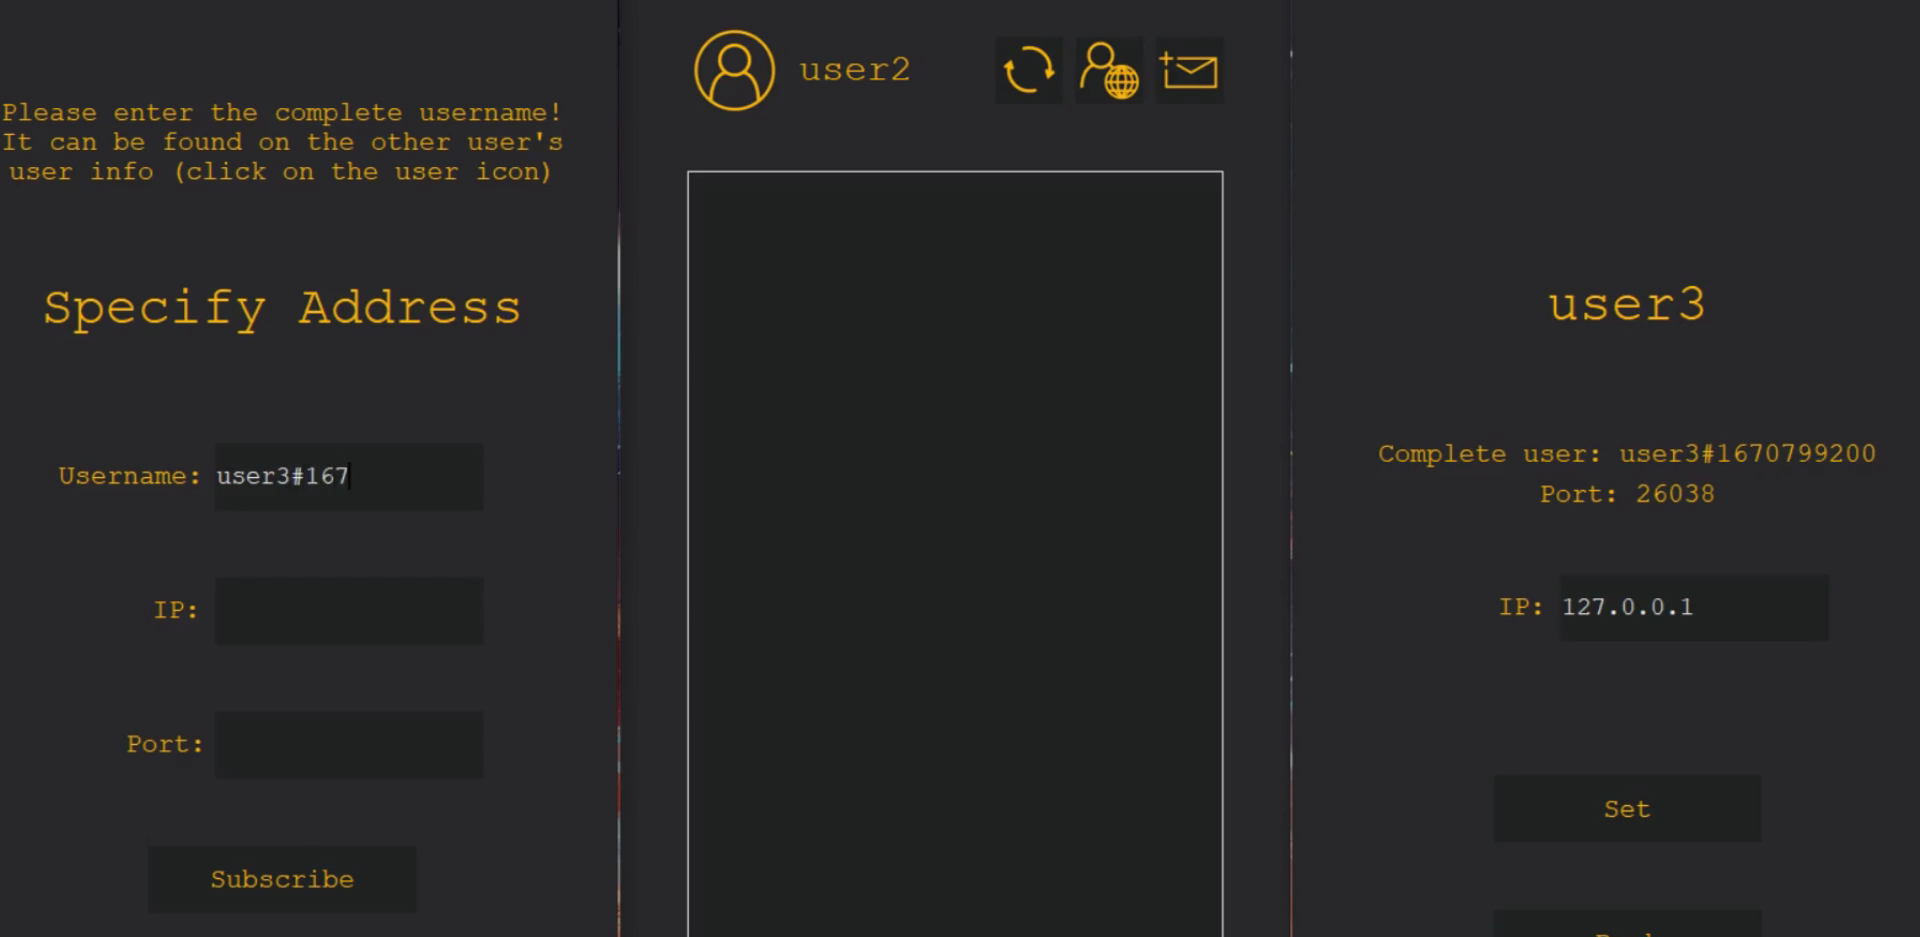 Please enter the complete username!
It can be found on the other user's
user info (click on the user icon)
Specify Address
Username: user3#167
IP:
Port:
Subscribe
user2
user3
Complete user: user3#1670799200
Port: 26038
IP: 127.0.0.1
Set